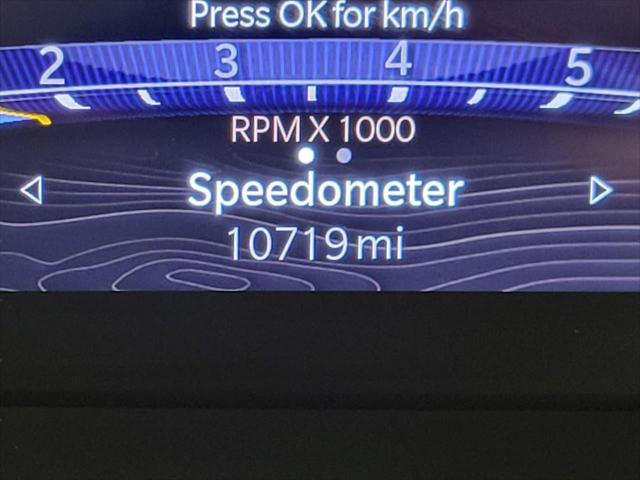 Press OK for km/h
2 3 4 5
RPM X 1000
Speedometer
10719 mi